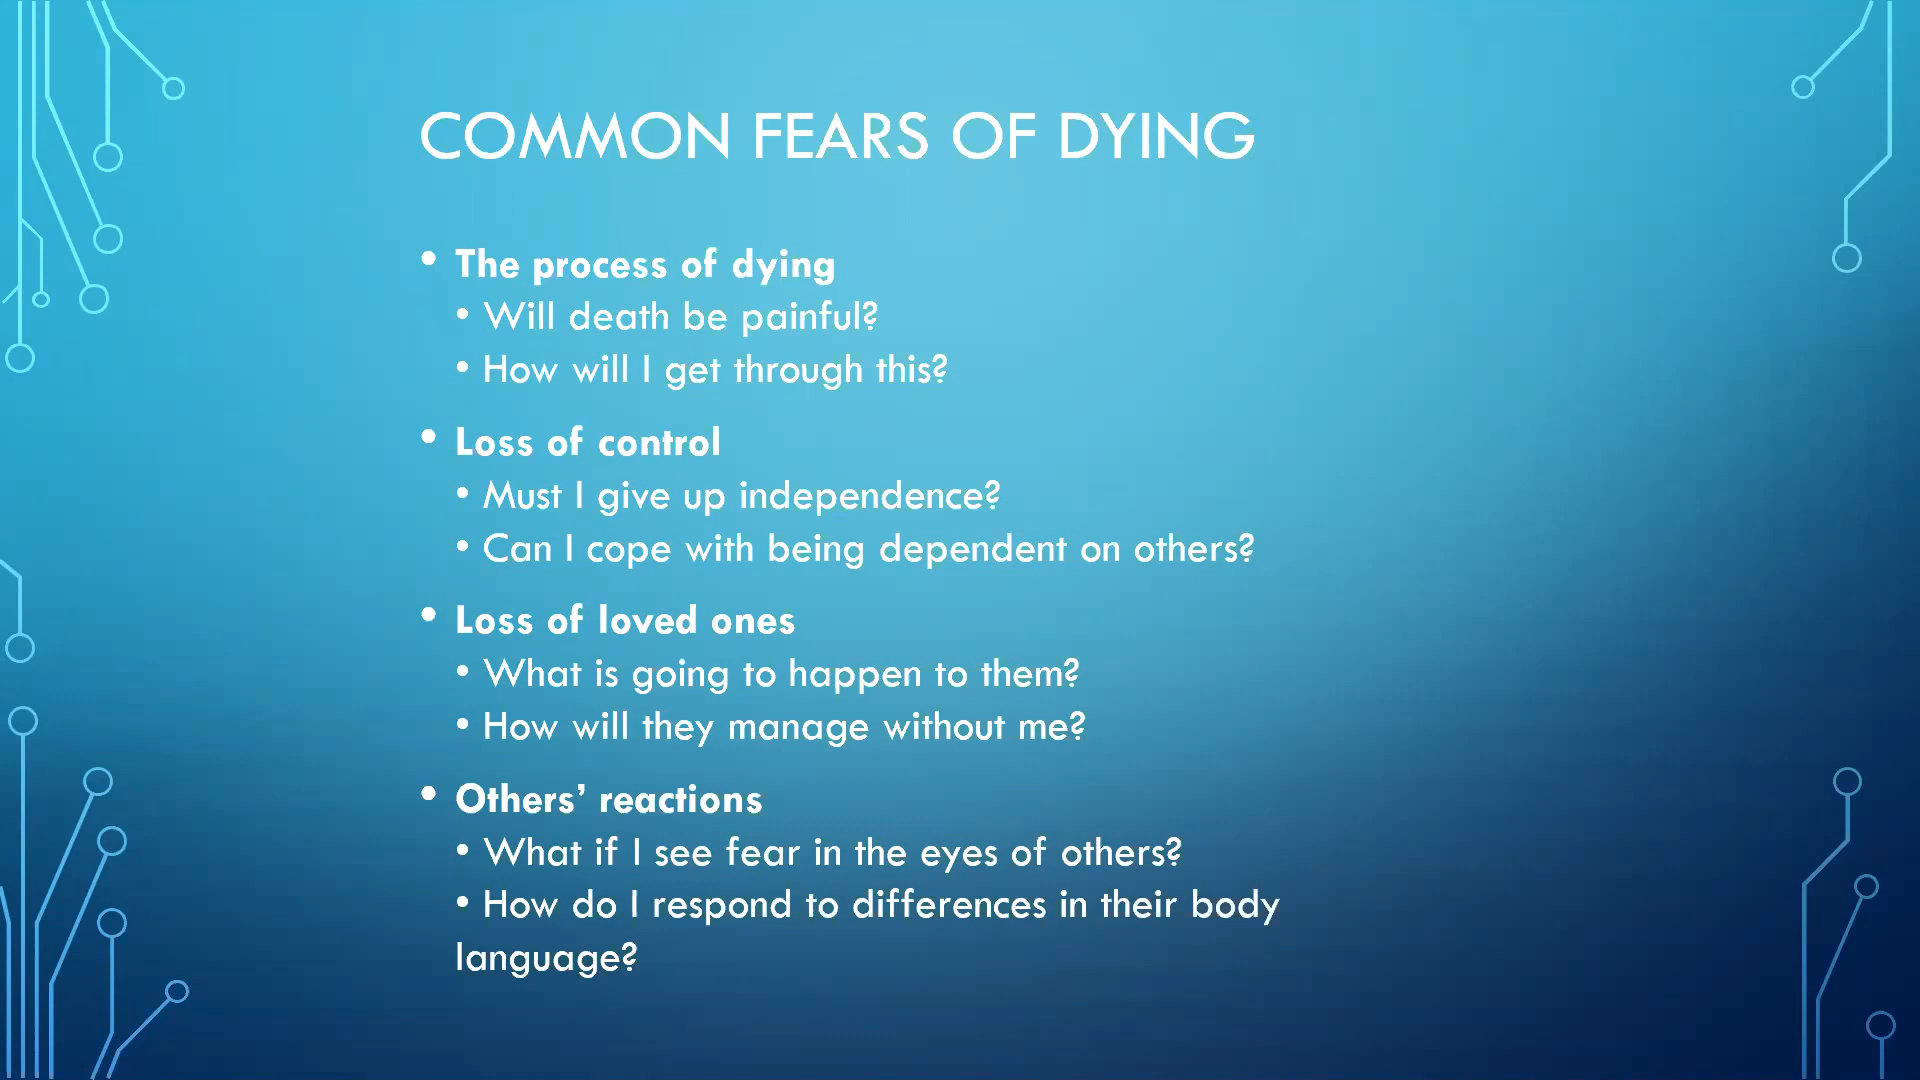 COMMON FEARS OF DYING
• The process of dying
• Will death be painful?
• How will I get through this?
• Loss of control
• Must I give up independence?
• Can I cope with being dependent on others?
• Loss of loved ones
• What is going to happen to them?
• How will they manage without me?
• Others’ reactions
• What if I see fear in the eyes of others?
• How do I respond to differences in their body
language?